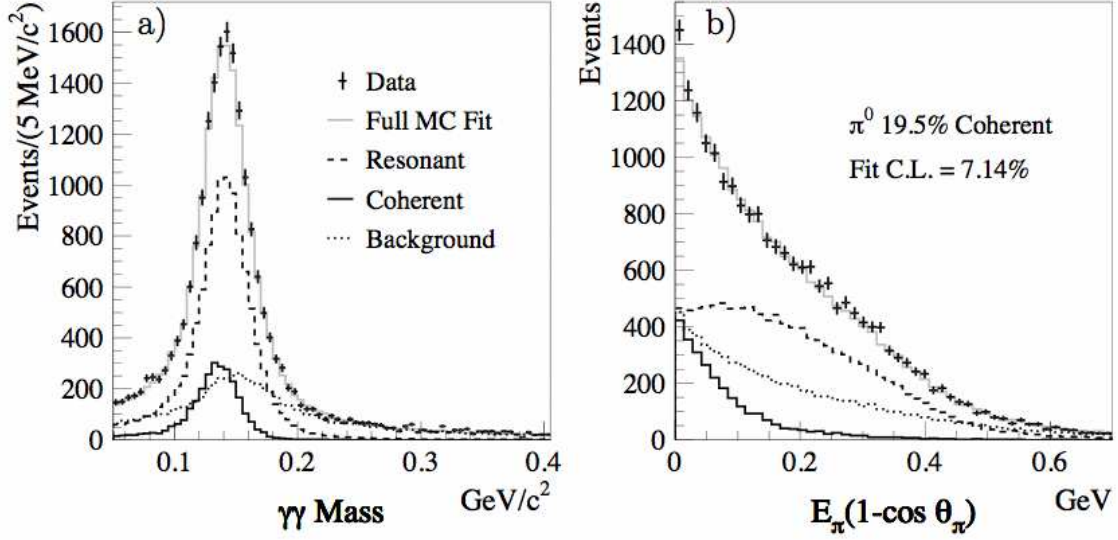 a)
Events/(5 MeV/c²)
1600
1400
1200
1000
800
600
400
200
0
0.1
0.2
0.3
0.4
GeV/c²
γγ Mass
Data
Full MC Fit
Resonant
Coherent
Background
b)
Events
1400
1200
1000
800
600
400
200
0
0
0.2
0.4
0.6
GeV
E_π(1-cos θ_π)
π⁰ 19.5% Coherent
Fit C.L. = 7.14%